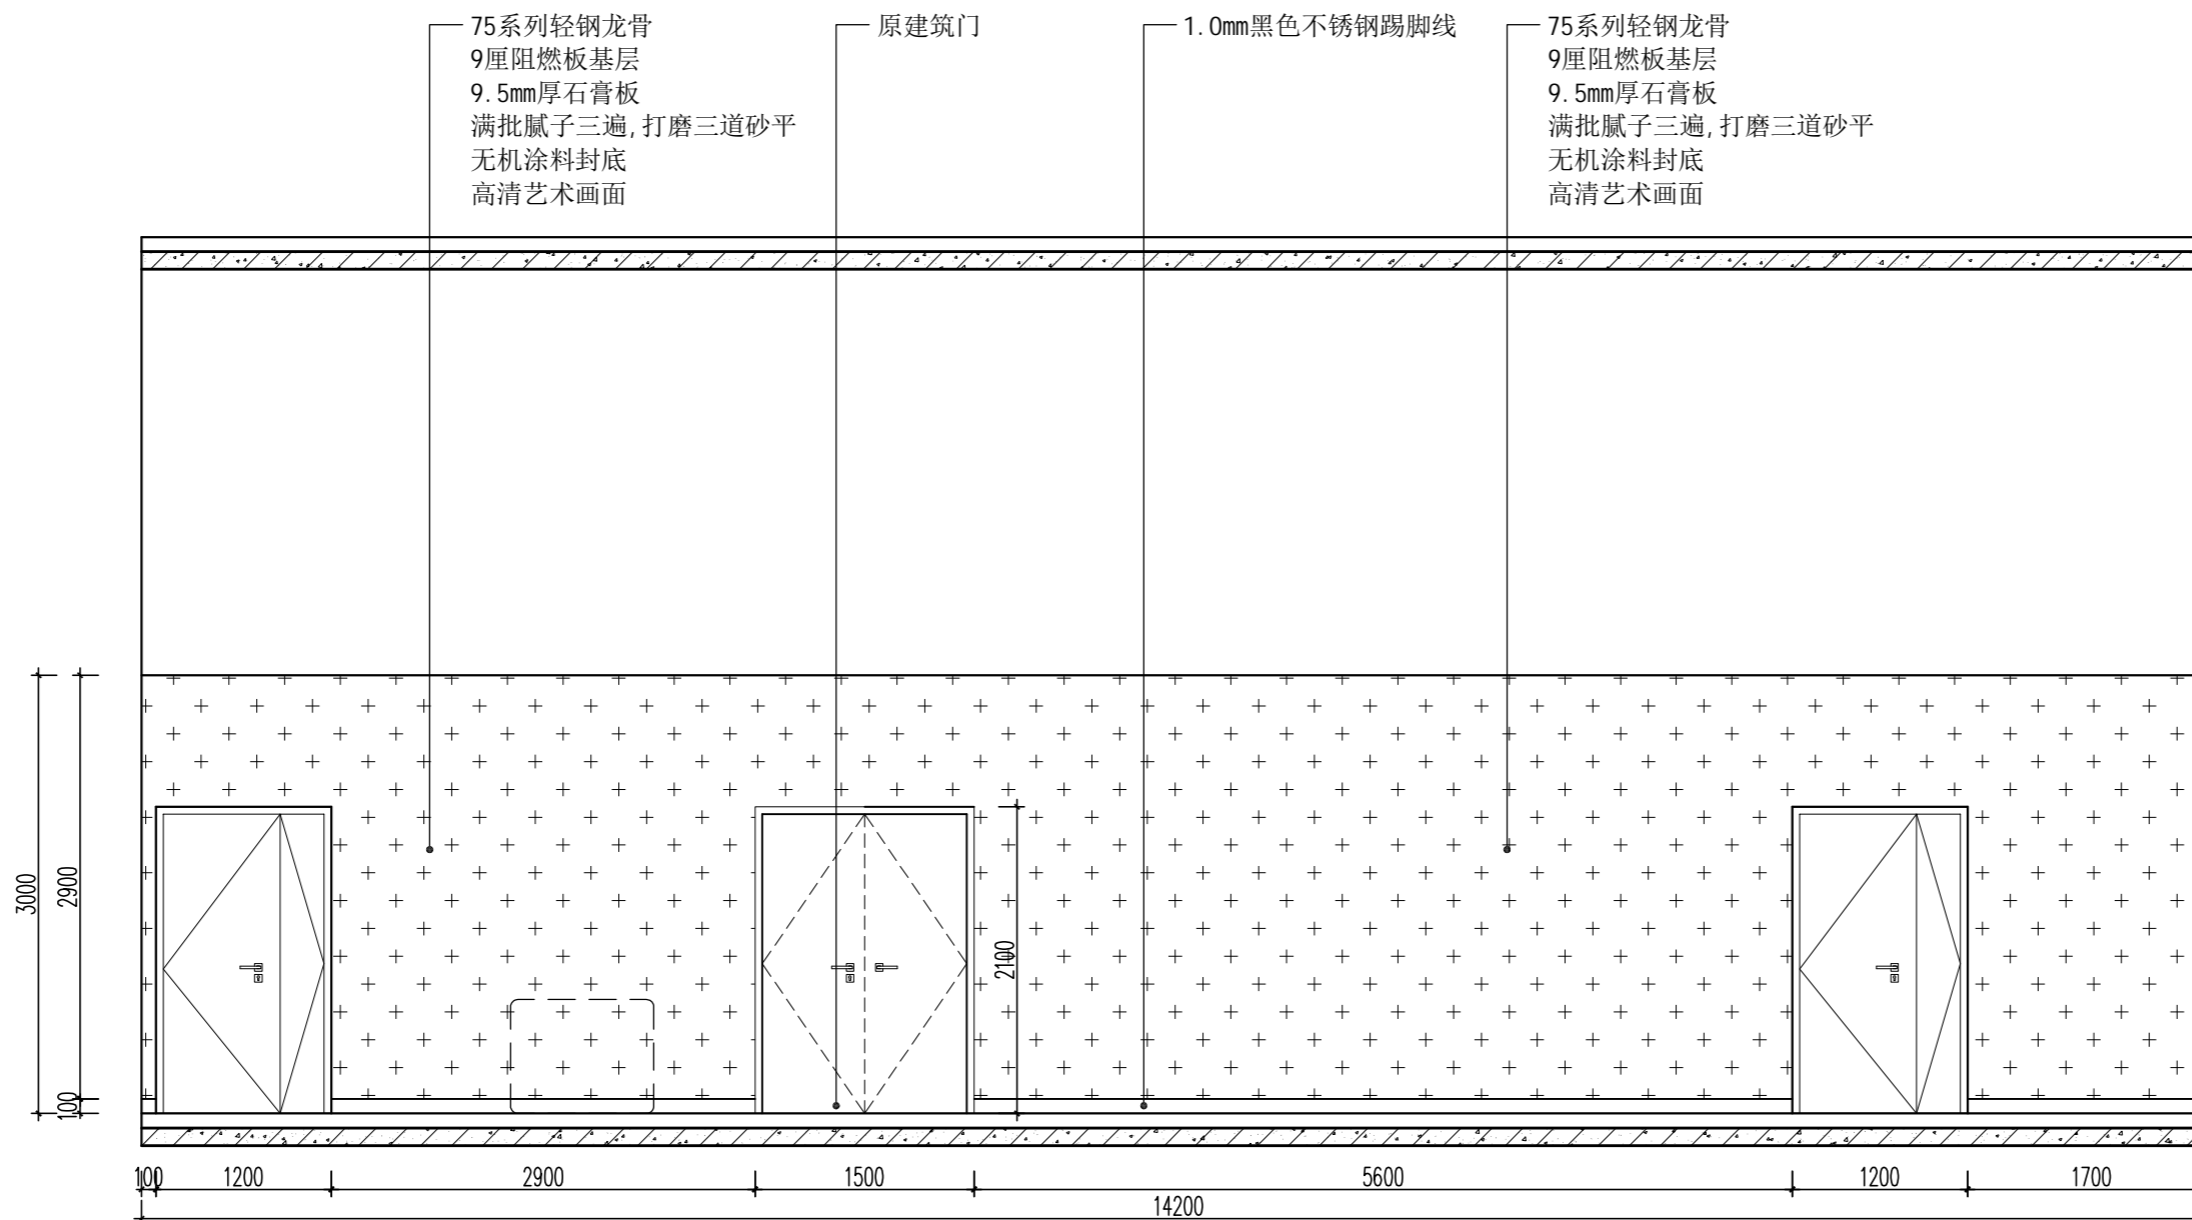 75系列轻钢龙骨
9厘阻燃板基层
9.5mm厚石膏板
满批腻子三遍,打磨三道砂平
无机涂料封底
高清艺术画面
原建筑门
1.0mm黑色不锈钢踢脚线
75系列轻钢龙骨
9厘阻燃板基层
9.5mm厚石膏板
满批腻子三遍,打磨三道砂平
无机涂料封底
高清艺术画面
3000
2900
100
2100
100 1200 2900 1500 5600 1200 1700
14200